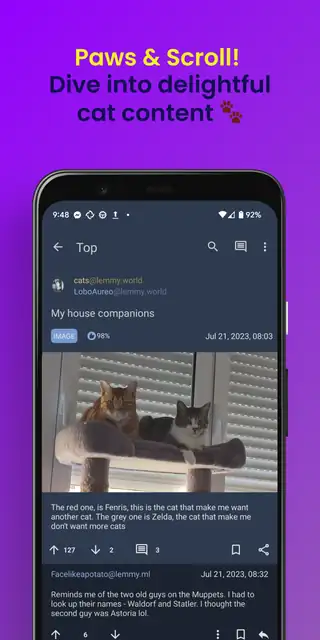 Paws & Scroll!
Dive into delightful
cat content
9:48
92%
Top
cats@lemmy.world
LoboAureo@lemmy.world
My house companions
IMAGE
98%
Jul 21, 2023, 08:03
The red one, is Fenris, this is the cat that make me want
another cat. The grey one is Zelda, the cat that make me
don't want more cats
127
2
3
Facelikeapotato@lemmy.ml
Jul 21, 2023, 08:32
Reminds me of the two old guys on the Muppets. I had to
look up their names - Waldorf and Statler. I thought the
second guy was Astoria lol.
6